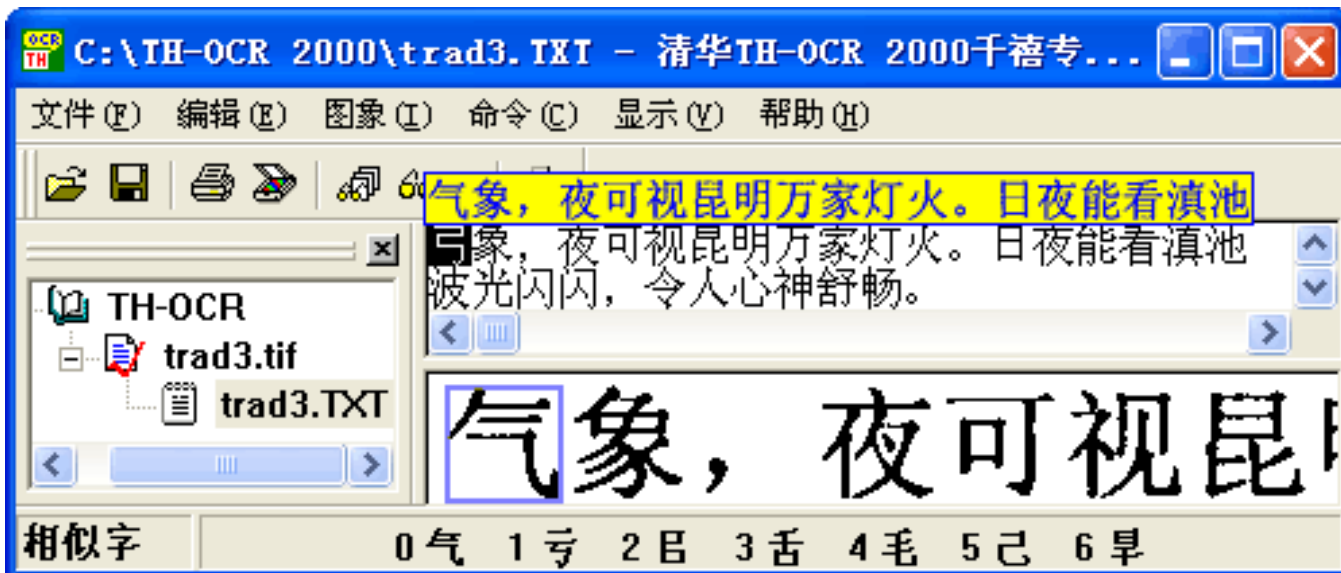 C:\TH-OCR 2000\trad3.TXT - 清华TH-OCR 2000千禧专...
文件(F) 编辑(E) 图象(I) 命令(C) 显示(V) 帮助(H)
气象，夜可视昆明万家灯火。日夜能看滇池
象，夜可视昆明万家灯火。日夜能看滇池
波光闪闪，令人心神舒畅。
TH-OCR
trad3.tif
trad3.TXT
气象，夜可视昆
相似字 0气 1亏 2吕 3舌 4毛 5己 6旱